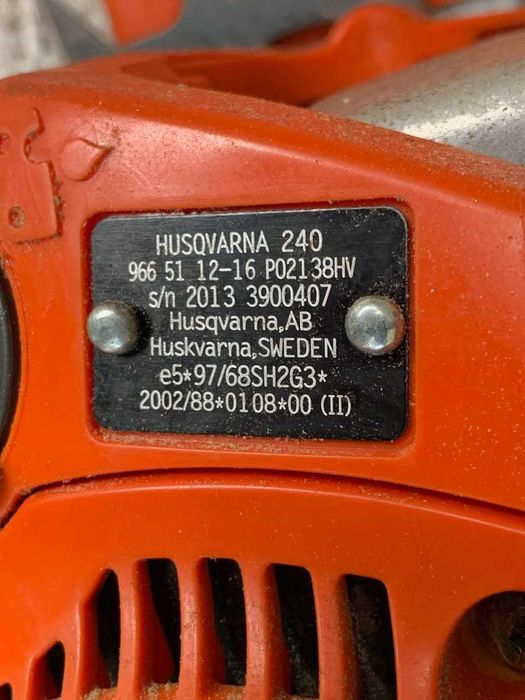 HUSQVARNA 240
966 51 12-16 P02138HV
s/n 2013 3900407
Husqvarna,AB
Huskvarna,SWEDEN
e5*97/68SH2G3*
2002/88*0108*00 (II)